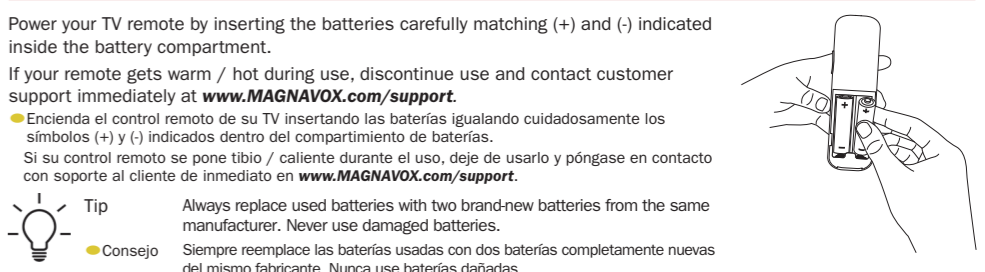 Power your TV remote by inserting the batteries carefully matching (+) and (-) indicated
inside the battery compartment.
If your remote gets warm / hot during use, discontinue use and contact customer
support immediately at www.MAGNAVOX.com/support.
Encienda el control remoto de su TV insertando las baterías igualando cuidadosamente los
símbolos (+) y (-) indicados dentro del compartimiento de baterías.
Si su control remoto se pone tibio / caliente durante el uso, deje de usarlo y póngase en contacto
con soporte al cliente de inmediato en www.MAGNAVOX.com/support.
Tip Always replace used batteries with two brand-new batteries from the same
manufacturer. Never use damaged batteries.
Consejo Siempre reemplace las baterías usadas con dos baterías completamente nuevas
del mismo fabricante. Nunca use baterías dañadas.